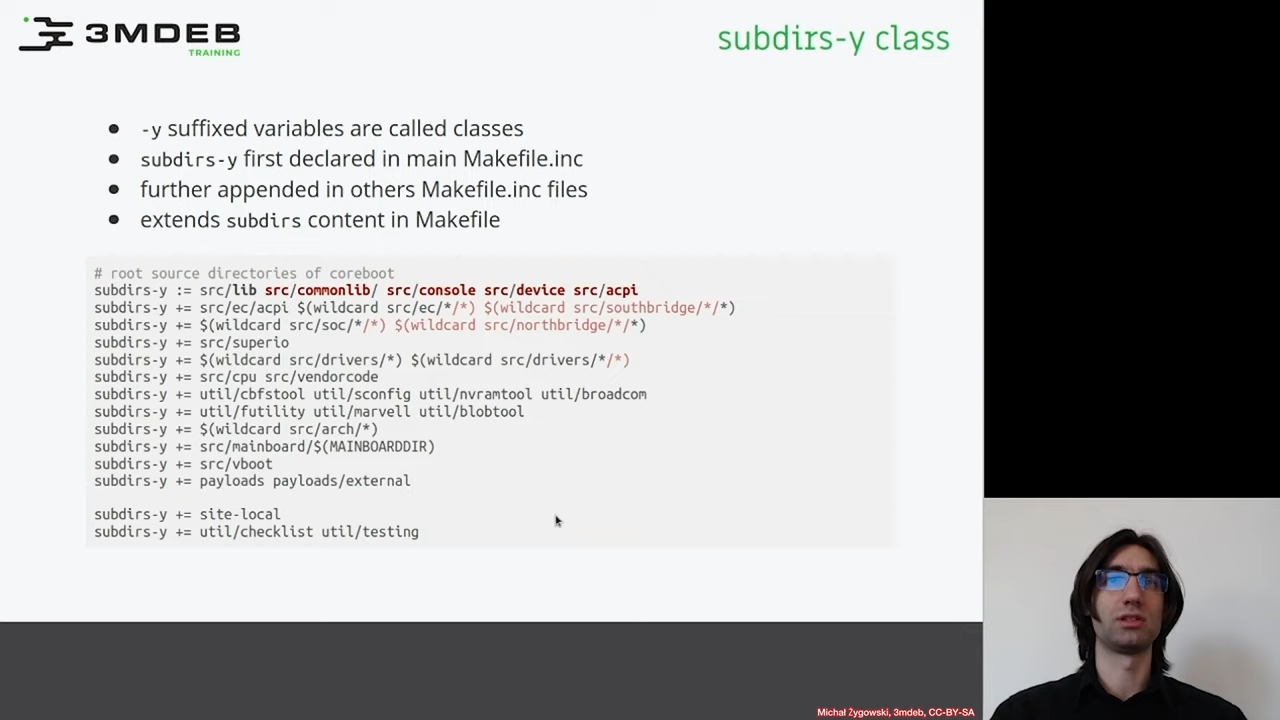 3MDEB
TRAINING
subdirs-y class
-y suffixed variables are called classes
subdirs-y first declared in main Makefile.inc
further appended in others Makefile.inc files
extends subdirs content in Makefile
# root source directories of coreboot
subdirs-y := src/lib src/commonlib/ src/console src/device src/acpi
subdirs-y += src/ec/acpi $(wildcard src/ec/*/*) $(wildcard src/southbridge/*/*)
subdirs-y += $(wildcard src/soc/*/*) $(wildcard src/northbridge/*/*)
subdirs-y += src/superio
subdirs-y += $(wildcard src/drivers/*) $(wildcard src/drivers/*/*)
subdirs-y += src/cpu src/vendorcode
subdirs-y += util/cbfstool util/sconfig util/nvramtool util/broadcom
subdirs-y += util/futility util/marvell util/blobtool
subdirs-y += $(wildcard src/arch/*)
subdirs-y += src/mainboard/$(MAINBOARDDIR)
subdirs-y += src/vboot
subdirs-y += payloads payloads/external
subdirs-y += site-local
subdirs-y += util/checklist util/testing
Michał Żygowski, 3mdeb, CC-BY-SA